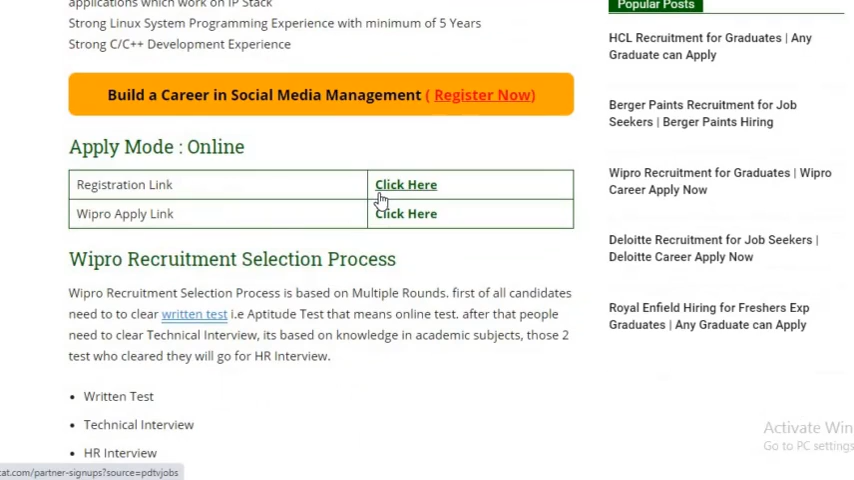 applications which work on IP Stack
Strong Linux System Programming Experience with minimum of 5 Years
Strong C/C++ Development Experience
Build a Career in Social Media Management ( Register Now)
Apply Mode : Online
Registration Link Click Here
Wipro Apply Link Click Here
Wipro Recruitment Selection Process
Wipro Recruitment Selection Process is based on Multiple Rounds. first of all candidates
need to to clear written test i.e Aptitude Test that means online test. after that people
need to clear Technical Interview, its based on knowledge in academic subjects, those 2
test who cleared they will go for HR Interview.
• Written Test
• Technical Interview
• HR Interview
Popular Posts
HCL Recruitment for Graduates | Any
Graduate can Apply
Berger Paints Recruitment for Job
Seekers | Berger Paints Hiring
Wipro Recruitment for Graduates | Wipro
Career Apply Now
Deloitte Recruitment for Job Seekers |
Deloitte Career Apply Now
Royal Enfield Hiring for Freshers Exp
Graduates | Any Graduate can Apply
Activate Win
Go to PC settings
cat.com/partner-signups?source=pdtvjobs